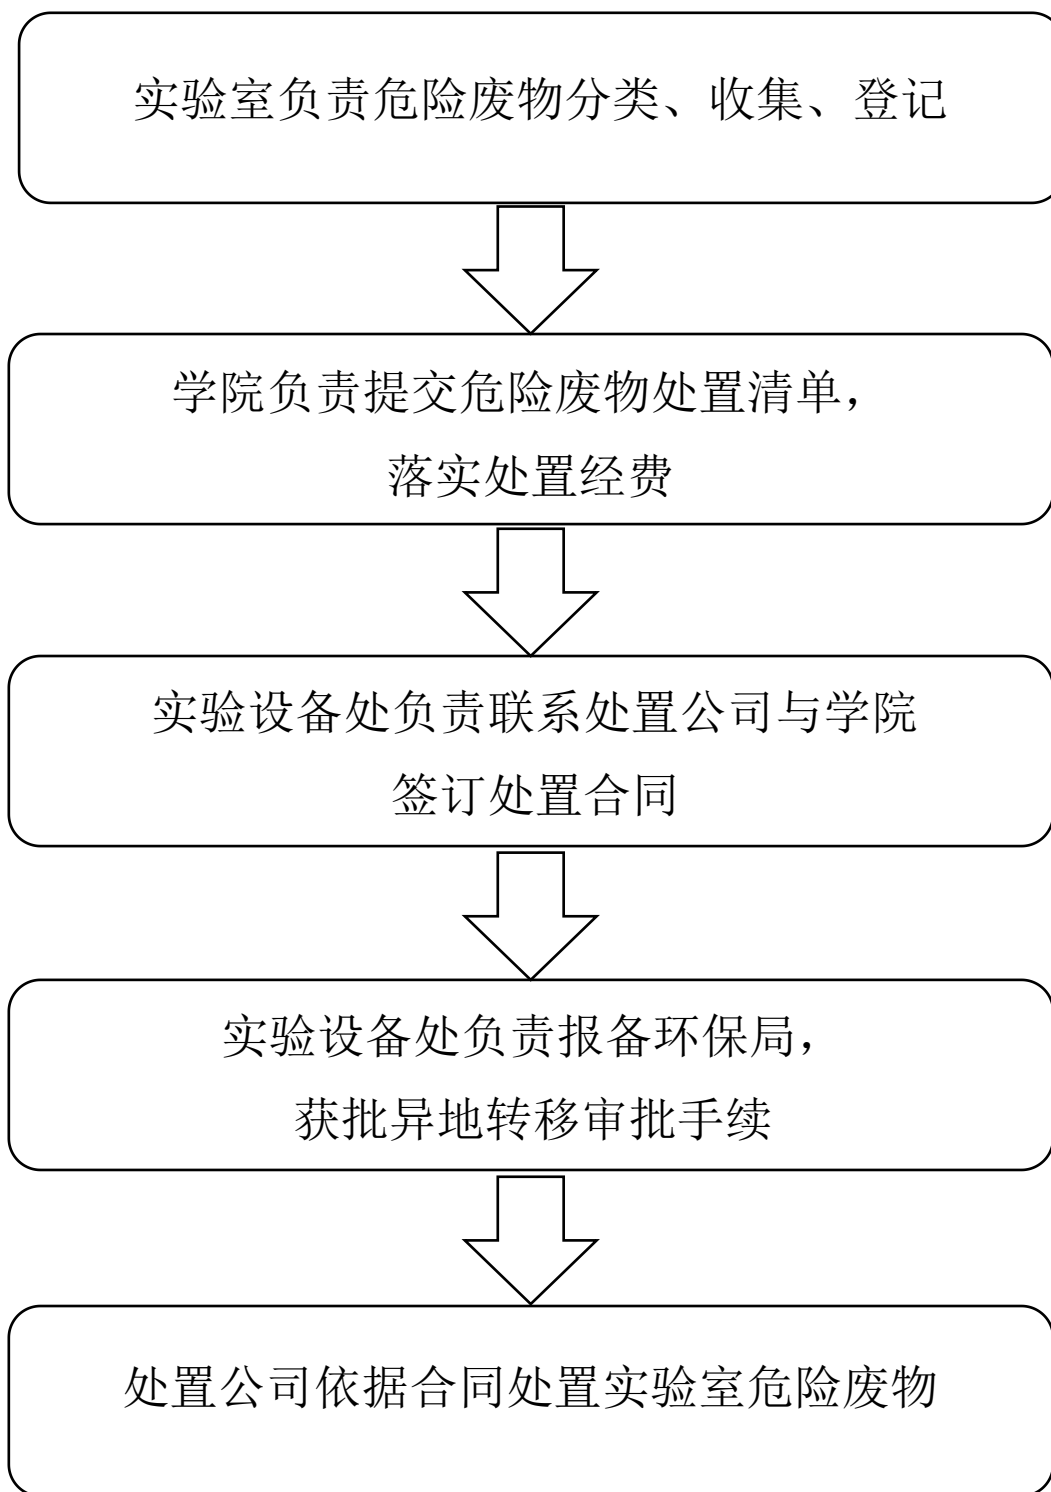 实验室负责危险废物分类、收集、登记
学院负责提交危险废物处置清单，
落实处置经费
实验设备处负责联系处置公司与学院
签订处置合同
实验设备处负责报备环保局，
获批异地转移审批手续
处置公司依据合同处置实验室危险废物